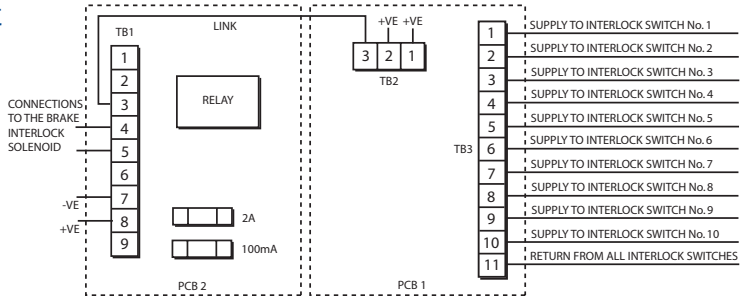 TB1
1
2
3
4
5
6
7
8
9
LINK
RELAY
CONNECTIONS
TO THE BRAKE
INTERLOCK
SOLENOID
-VE
+VE
2A
100mA
PCB 2
+VE +VE
3 2 1
TB2
TB3
1
2
3
4
5
6
7
8
9
10
11
SUPPLY TO INTERLOCK SWITCH No. 1
SUPPLY TO INTERLOCK SWITCH No. 2
SUPPLY TO INTERLOCK SWITCH No. 3
SUPPLY TO INTERLOCK SWITCH No. 4
SUPPLY TO INTERLOCK SWITCH No. 5
SUPPLY TO INTERLOCK SWITCH No. 6
SUPPLY TO INTERLOCK SWITCH No. 7
SUPPLY TO INTERLOCK SWITCH No. 8
SUPPLY TO INTERLOCK SWITCH No. 9
SUPPLY TO INTERLOCK SWITCH No. 10
RETURN FROM ALL INTERLOCK SWITCHES
PCB 1